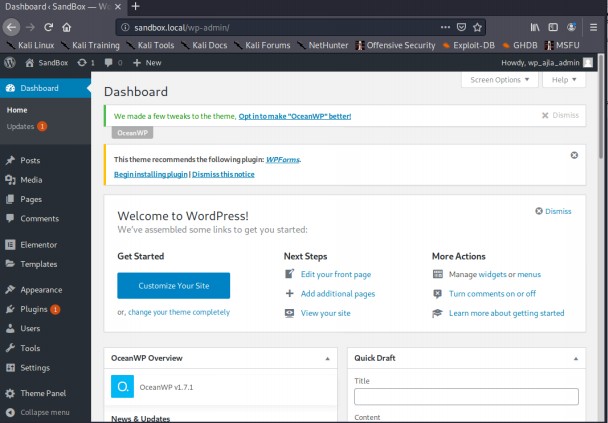 Dashboard ‹ SandBox — Wo
sandbox.local/wp-admin/
Kali Linux Kali Training Kali Tools Kali Docs Kali Forums NetHunter Offensive Security Exploit-DB GHDB MSFU
SandBox 1 0 + New Howdy, wp_ajla_admin
Screen Options ▼ Help ▼
Dashboard
Home
Updates 1
Posts
Media
Pages
Comments
Elementor
Templates
Appearance
Plugins 1
Users
Tools
Settings
Theme Panel
Collapse menu
Dashboard
We made a few tweaks to the theme, Opt in to make "OceanWP" better! Dismiss
OceanWP
This theme recommends the following plugin: WPForms.
Begin installing plugin | Dismiss this notice
Welcome to WordPress! Dismiss
We've assembled some links to get you started:
Get Started
Customize Your Site
or, change your theme completely
Next Steps
Edit your front page
Add additional pages
View your site
More Actions
Manage widgets or menus
Turn comments on or off
Learn more about getting started
OceanWP Overview
O. OceanWP v1.7.1
News & Updates
Quick Draft
Title
Content